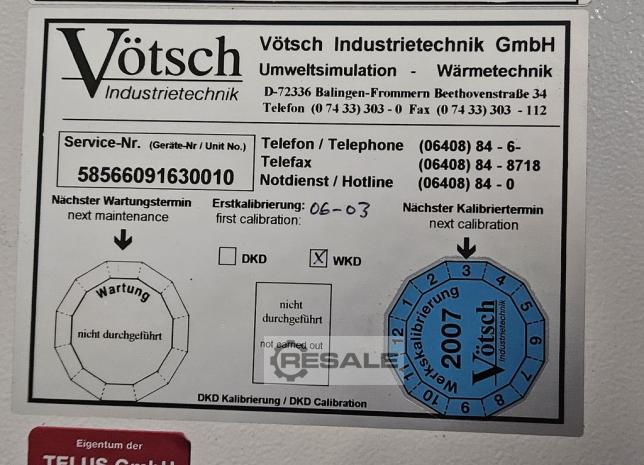 Vötsch
Industrietechnik
Vötsch Industrietechnik GmbH
Umweltsimulation - Wärmetechnik
D-72336 Balingen-Frommern Beethovenstraße 34
Telefon (0 74 33) 303 - 0 Fax (0 74 33) 303 - 112
Service-Nr. (Geräte-Nr / Unit No.)
58566091630010
Telefon / Telephone (06408) 84 - 6-
Telefax (06408) 84 - 8718
Notdienst / Hotline (06408) 84 - 0
Nächster Wartungstermin
next maintenance
Erstkalibrierung: 06-03
first calibration:
Nächster Kalibriertermin
next calibration
DKD
X WKD
Wartung
nicht durchgeführt
nicht
durchgeführt
not carried out
DKD Kalibrierung / DKD Calibration
1 2 3 4 5 6 7 8 9 10 11 12
Werkskalibrierung
2007
Vötsch
Industrietechnik
RESALE
Eigentum der
TELUS GmbH